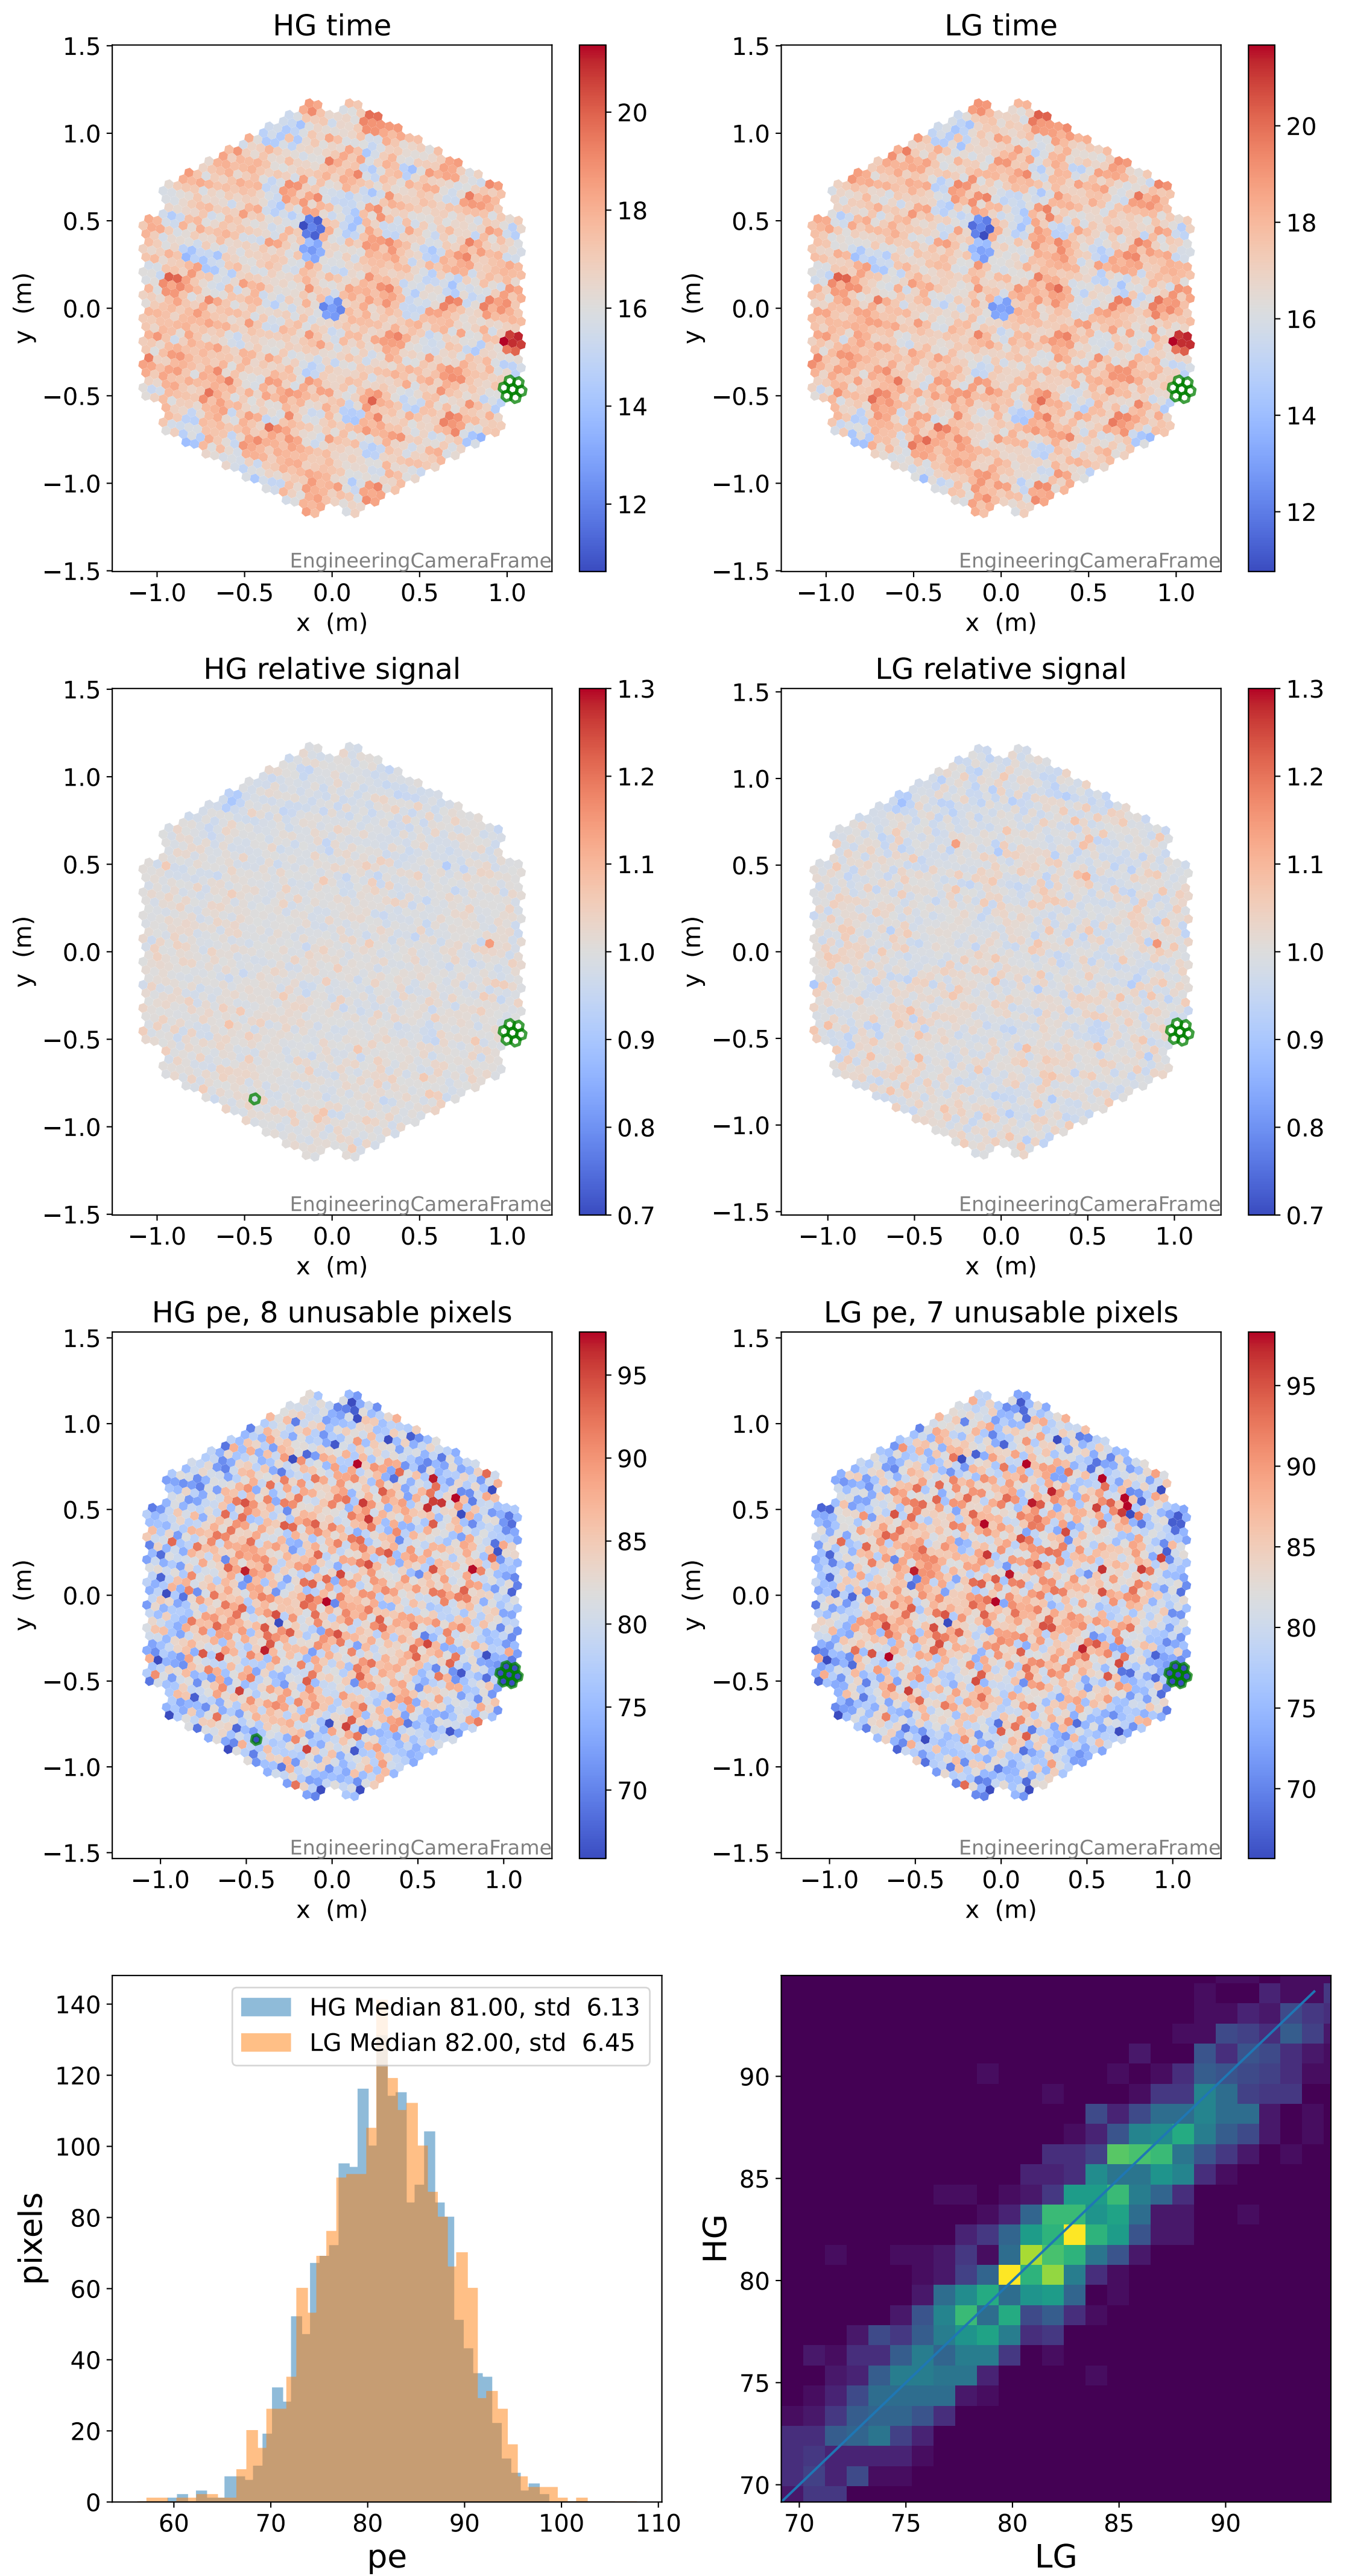 HG time
1.5
1.0
0.5
0.0
−0.5
−1.0
−1.5
y (m)
EngineeringCameraFrame
−1.0 −0.5 0.0 0.5 1.0
x (m)
20
18
16
14
12
LG time
1.5
1.0
0.5
0.0
−0.5
−1.0
−1.5
y (m)
EngineeringCameraFrame
−1.0 −0.5 0.0 0.5 1.0
x (m)
20
18
16
14
12
HG relative signal
1.5
1.0
0.5
0.0
−0.5
−1.0
−1.5
y (m)
EngineeringCameraFrame
−1.0 −0.5 0.0 0.5 1.0
x (m)
1.3
1.2
1.1
1.0
0.9
0.8
0.7
LG relative signal
1.5
1.0
0.5
0.0
−0.5
−1.0
−1.5
y (m)
EngineeringCameraFrame
−1.0 −0.5 0.0 0.5 1.0
x (m)
1.3
1.2
1.1
1.0
0.9
0.8
0.7
HG pe, 8 unusable pixels
1.5
1.0
0.5
0.0
−0.5
−1.0
−1.5
y (m)
EngineeringCameraFrame
−1.0 −0.5 0.0 0.5 1.0
x (m)
95
90
85
80
75
70
LG pe, 7 unusable pixels
1.5
1.0
0.5
0.0
−0.5
−1.0
−1.5
y (m)
EngineeringCameraFrame
−1.0 −0.5 0.0 0.5 1.0
x (m)
95
90
85
80
75
70
HG Median 81.00, std 6.13
LG Median 82.00, std 6.45
140
120
100
80
60
40
20
0
pixels
60 70 80 90 100 110
pe
90
85
80
75
70
HG
70 75 80 85 90
LG